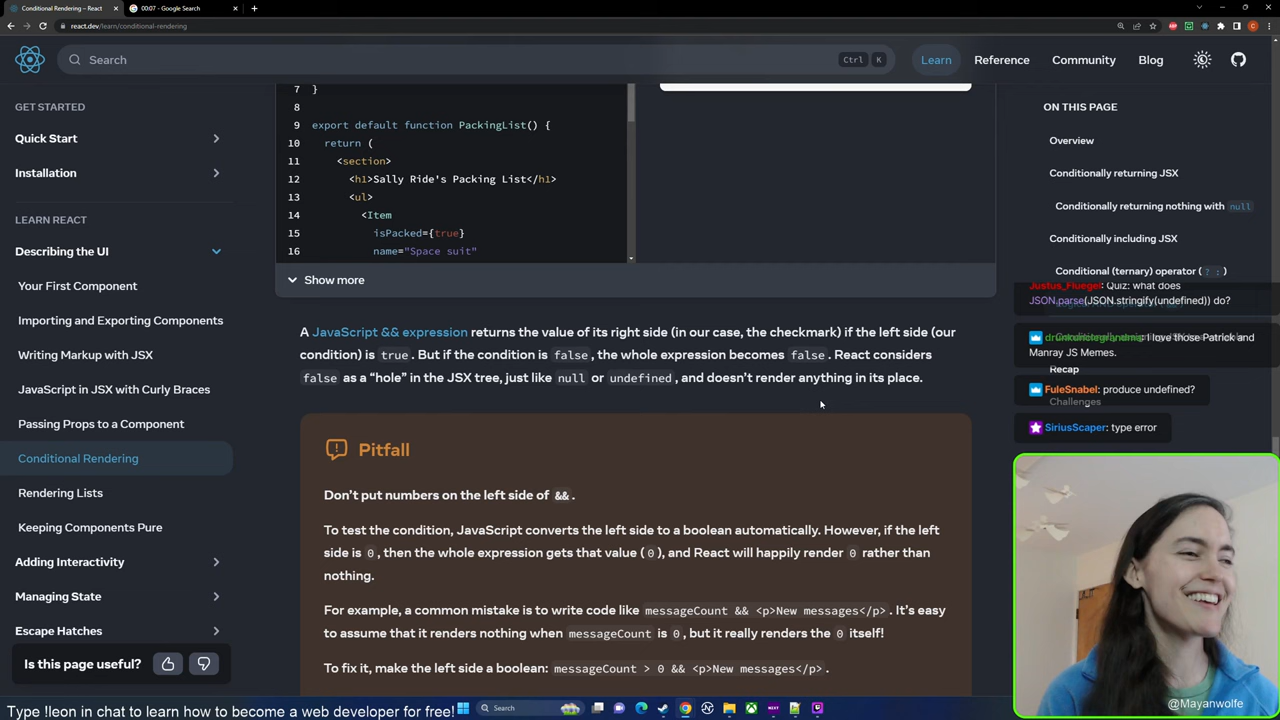 Conditional Rendering – React
00:07 - Google Search
react.dev/learn/conditional-rendering
Search
Ctrl K
Learn
Reference
Community
Blog
GET STARTED
Quick Start
Installation
LEARN REACT
Describing the UI
Your First Component
Importing and Exporting Components
Writing Markup with JSX
JavaScript in JSX with Curly Braces
Passing Props to a Component
Conditional Rendering
Rendering Lists
Keeping Components Pure
Adding Interactivity
Managing State
Escape Hatches
Is this page useful?
7 }
8
9 export default function PackingList() {
10 return (
11 <section>
12 <h1>Sally Ride's Packing List</h1>
13 <ul>
14 <Item
15 isPacked={true}
16 name="Space suit"
Show more
A JavaScript && expression returns the value of its right side (in our case, the checkmark) if the left side (our
condition) is true. But if the condition is false, the whole expression becomes false. React considers
false as a “hole” in the JSX tree, just like null or undefined, and doesn’t render anything in its place.
Pitfall
Don’t put numbers on the left side of &&.
To test the condition, JavaScript converts the left side to a boolean automatically. However, if the left
side is 0, then the whole expression gets that value (0), and React will happily render 0 rather than
nothing.
For example, a common mistake is to write code like messageCount && <p>New messages</p>. It’s easy
to assume that it renders nothing when messageCount is 0, but it really renders the 0 itself!
To fix it, make the left side a boolean: messageCount > 0 && <p>New messages</p>.
ON THIS PAGE
Overview
Conditionally returning JSX
Conditionally returning nothing with null
Conditionally including JSX
Conditional (ternary) operator ( ? : )
Justus_Fluegel: Quiz: what does
JSON.parse(JSON.stringify(undefined)) do?
I love those Patrick and
Manray JS Memes.
Recap
FuleSnabel: produce undefined?
Challenges
SiriusScaper: type error
@Mayanwolfe
Type !leon in chat to learn how to become a web developer for free!
Search